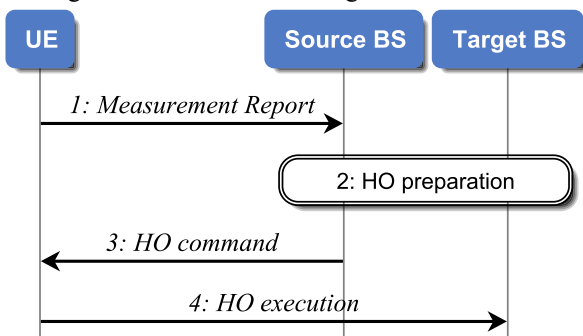 UE
Source BS
Target BS
1: Measurement Report
2: HO preparation
3: HO command
4: HO execution